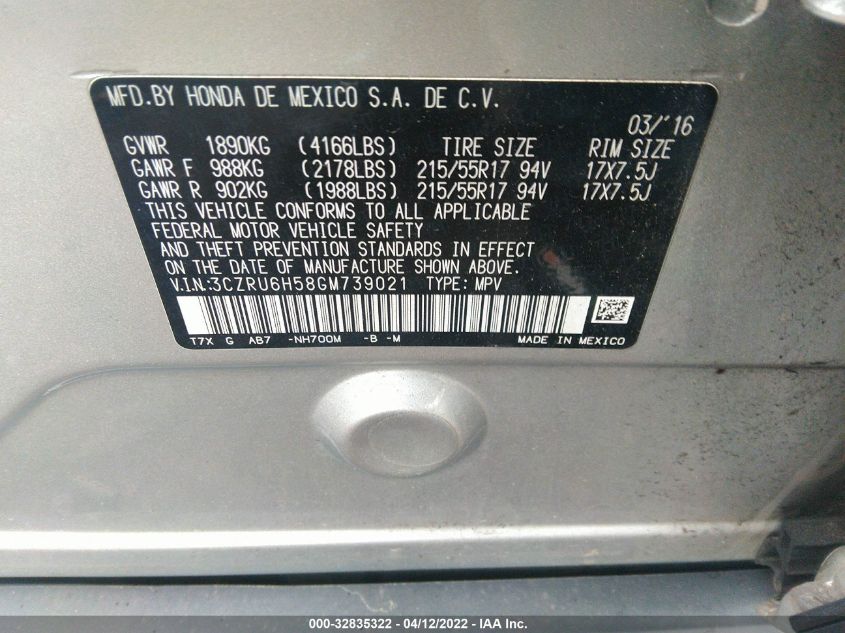 MFD.BY HONDA DE MEXICO S.A. DE C.V.
03/'16
GVWR 1890KG (4166LBS) TIRE SIZE RIM SIZE
GAWR F 988KG (2178LBS) 215/55R17 94V 17X7.5J
GAWR R 902KG (1988LBS) 215/55R17 94V 17X7.5J
THIS VEHICLE CONFORMS TO ALL APPLICABLE
FEDERAL MOTOR VEHICLE SAFETY
AND THEFT PREVENTION STANDARDS IN EFFECT
ON THE DATE OF MANUFACTURE SHOWN ABOVE.
V.I.N:3CZRU6H58GM739021 TYPE: MPV
T7X G AB7 -NH700M -B -M MADE IN MEXICO
000-32835322 - 04/12/2022 - IAA Inc.